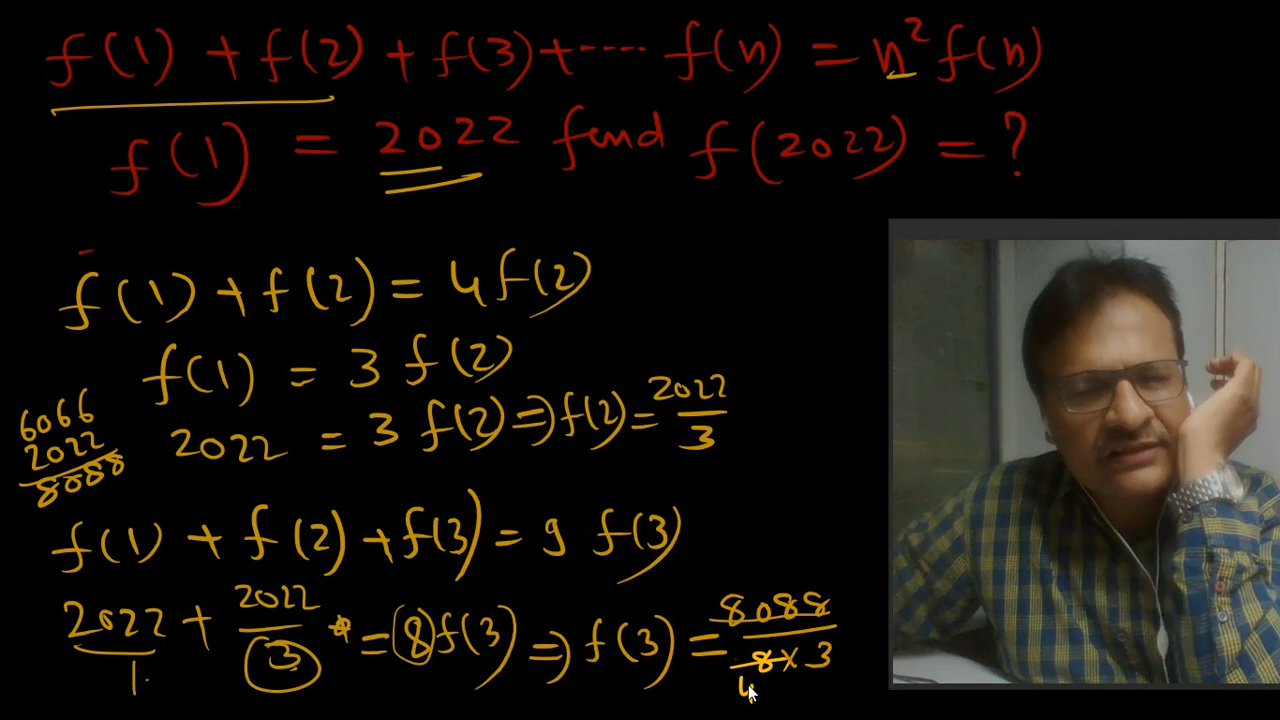 f(1) + f(2) + f(3) + ---- f(n) = n² f(n)
f(1) = 2022 find f(2022) = ?
f(1) + f(2) = 4f(2)
f(1) = 3 f(2)
2022 = 3 f(2) => f(2) = 2022/3
6066
2022
8088
f(1) + f(2) + f(3) = 9 f(3)
2022/1 + 2022/3 = 8f(3) => f(3) = 8088/8×3
4